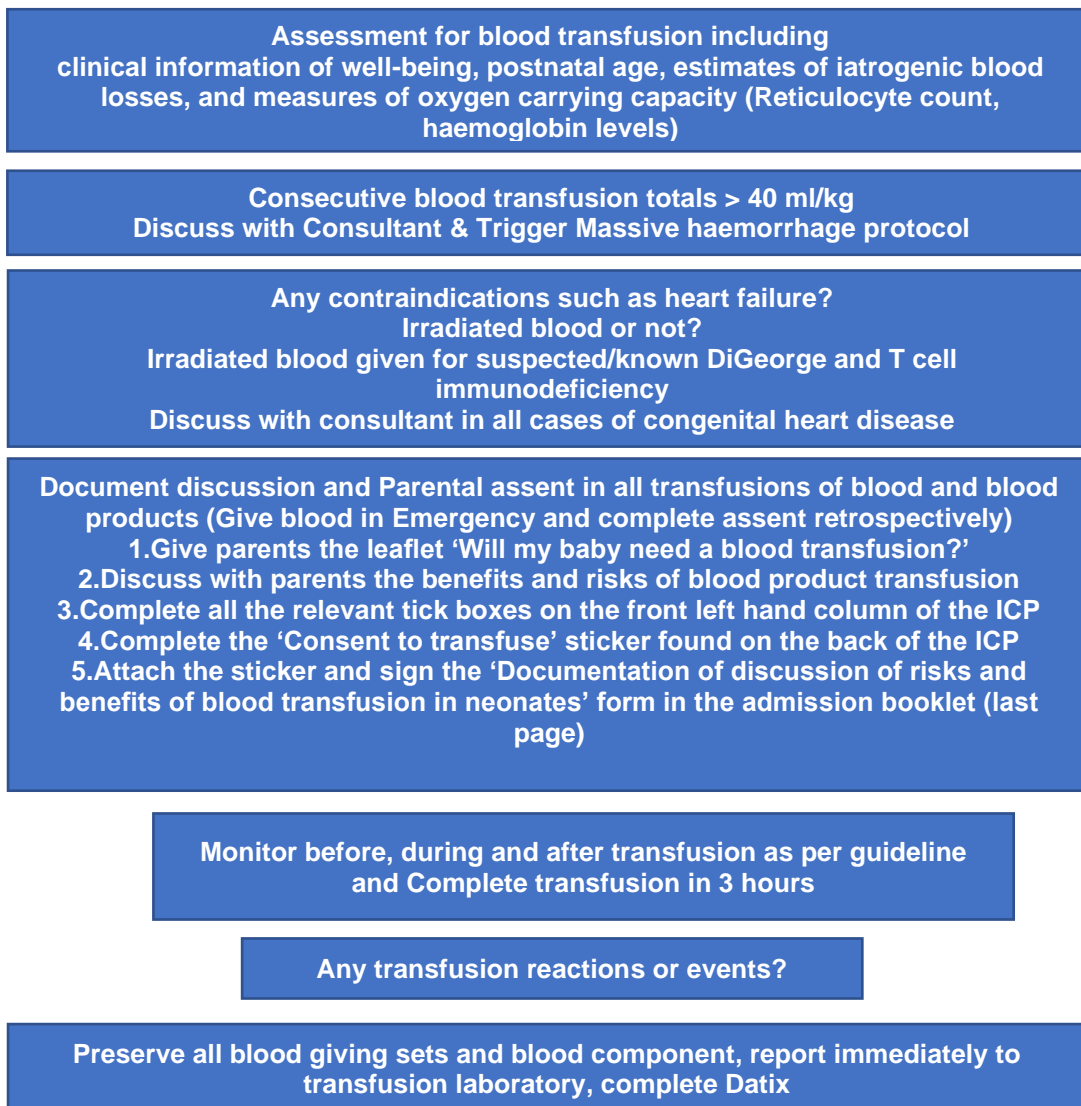 Assessment for blood transfusion including
clinical information of well-being, postnatal age, estimates of iatrogenic blood
losses, and measures of oxygen carrying capacity (Reticulocyte count,
haemoglobin levels)
Consecutive blood transfusion totals > 40 ml/kg
Discuss with Consultant & Trigger Massive haemorrhage protocol
Any contraindications such as heart failure?
Irradiated blood or not?
Irradiated blood given for suspected/known DiGeorge and T cell
immunodeficiency
Discuss with consultant in all cases of congenital heart disease
Document discussion and Parental assent in all transfusions of blood and blood
products (Give blood in Emergency and complete assent retrospectively)
1.Give parents the leaflet ‘Will my baby need a blood transfusion?’
2.Discuss with parents the benefits and risks of blood product transfusion
3.Complete all the relevant tick boxes on the front left hand column of the ICP
4.Complete the ‘Consent to transfuse’ sticker found on the back of the ICP
5.Attach the sticker and sign the ‘Documentation of discussion of risks and
benefits of blood transfusion in neonates’ form in the admission booklet (last
page)
Monitor before, during and after transfusion as per guideline
and Complete transfusion in 3 hours
Any transfusion reactions or events?
Preserve all blood giving sets and blood component, report immediately to
transfusion laboratory, complete Datix